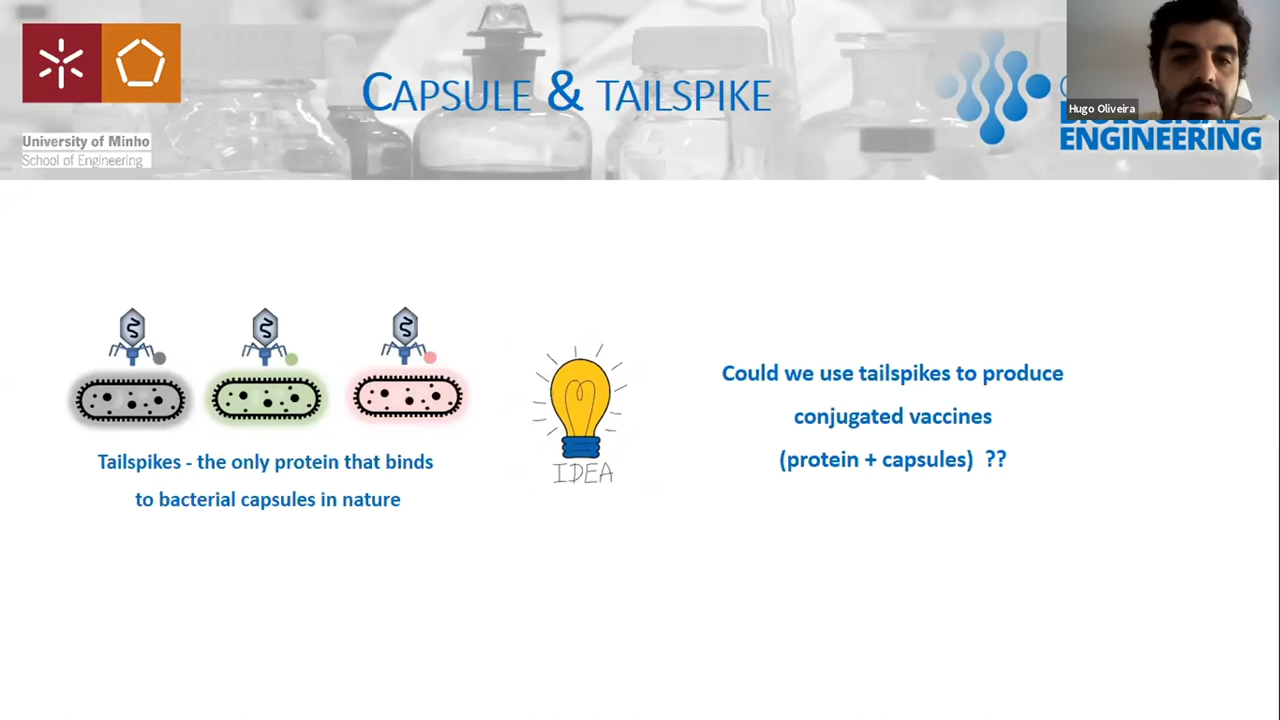 CAPSULE & TAILSPIKE
University of Minho
School of Engineering
Hugo Oliveira
ENGINEERING
Tailspikes - the only protein that binds
to bacterial capsules in nature
IDEA
Could we use tailspikes to produce
conjugated vaccines
(protein + capsules) ??